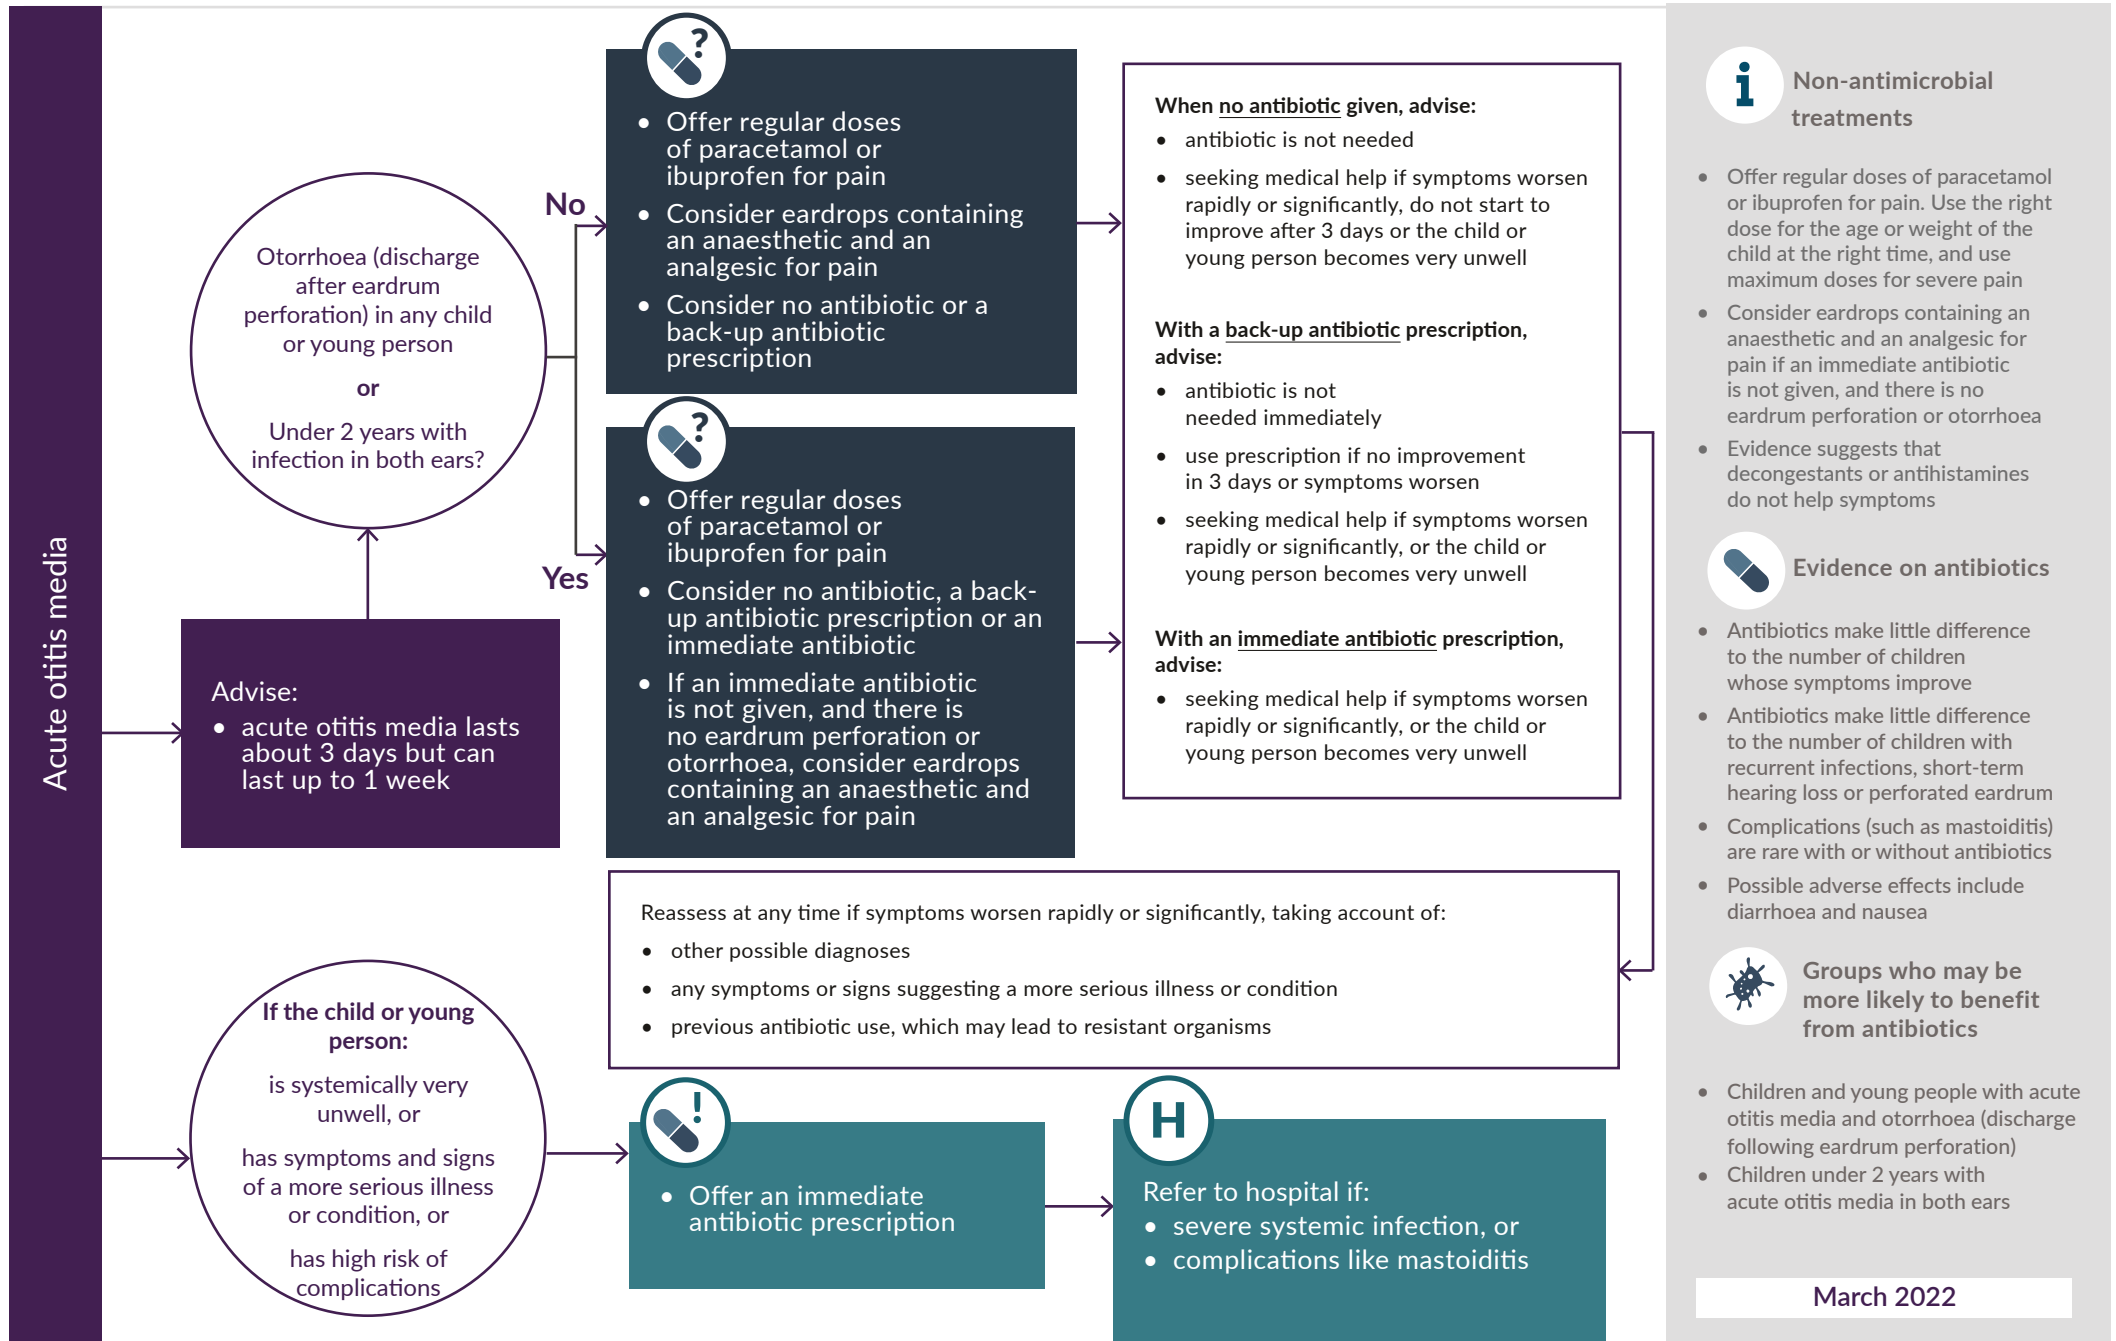 Acute otitis media
Advise:
• acute otitis media lasts
about 3 days but can
last up to 1 week
Otorrhoea (discharge
after eardrum
perforation) in any child
or young person
or
Under 2 years with
infection in both ears?
No
?
• Offer regular doses
of paracetamol or
ibuprofen for pain
• Consider eardrops containing
an anaesthetic and an
analgesic for pain
• Consider no antibiotic or a
back-up antibiotic
prescription
Yes
?
• Offer regular doses
of paracetamol or
ibuprofen for pain
• Consider no antibiotic, a back-
up antibiotic prescription or an
immediate antibiotic
• If an immediate antibiotic
is not given, and there is
no eardrum perforation or
otorrhoea, consider eardrops
containing an anaesthetic and
an analgesic for pain
When no antibiotic given, advise:
• antibiotic is not needed
• seeking medical help if symptoms worsen
rapidly or significantly, do not start to
improve after 3 days or the child or
young person becomes very unwell
With a back-up antibiotic prescription,
advise:
• antibiotic is not
needed immediately
• use prescription if no improvement
in 3 days or symptoms worsen
• seeking medical help if symptoms worsen
rapidly or significantly, or the child or
young person becomes very unwell
With an immediate antibiotic prescription,
advise:
• seeking medical help if symptoms worsen
rapidly or significantly, or the child or
young person becomes very unwell
Reassess at any time if symptoms worsen rapidly or significantly, taking account of:
• other possible diagnoses
• any symptoms or signs suggesting a more serious illness or condition
• previous antibiotic use, which may lead to resistant organisms
If the child or young
person:
is systemically very
unwell, or
has symptoms and signs
of a more serious illness
or condition, or
has high risk of
complications
!
• Offer an immediate
antibiotic prescription
H
Refer to hospital if:
• severe systemic infection, or
• complications like mastoiditis
i
Non-antimicrobial
treatments
• Offer regular doses of paracetamol
or ibuprofen for pain. Use the right
dose for the age or weight of the
child at the right time, and use
maximum doses for severe pain
• Consider eardrops containing an
anaesthetic and an analgesic for
pain if an immediate antibiotic
is not given, and there is no
eardrum perforation or otorrhoea
• Evidence suggests that
decongestants or antihistamines
do not help symptoms
Evidence on antibiotics
• Antibiotics make little difference
to the number of children
whose symptoms improve
• Antibiotics make little difference
to the number of children with
recurrent infections, short-term
hearing loss or perforated eardrum
• Complications (such as mastoiditis)
are rare with or without antibiotics
• Possible adverse effects include
diarrhoea and nausea
Groups who may be
more likely to benefit
from antibiotics
• Children and young people with acute
otitis media and otorrhoea (discharge
following eardrum perforation)
• Children under 2 years with
acute otitis media in both ears
March 2022